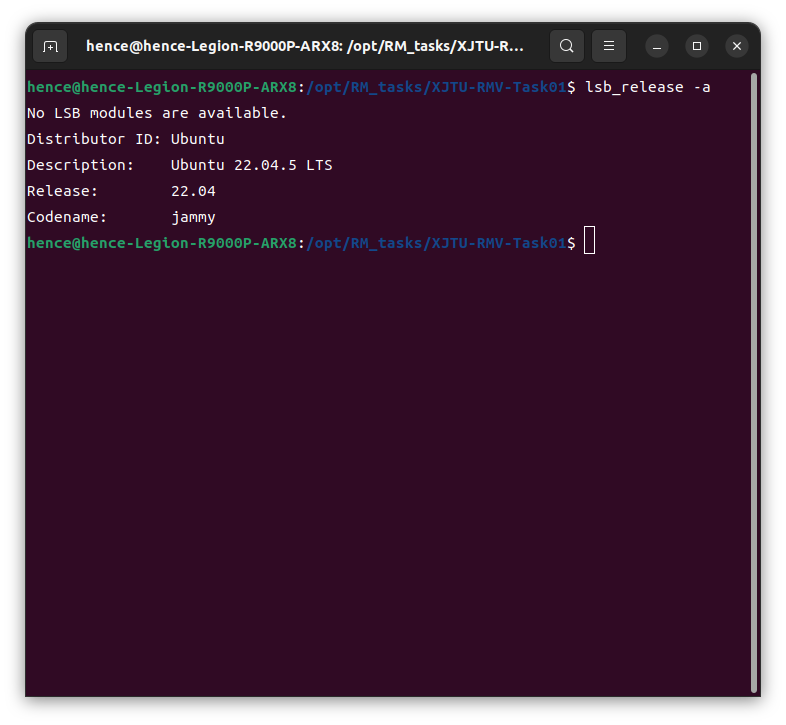 hence@hence-Legion-R9000P-ARX8: /opt/RM_tasks/XJTU-R...
hence@hence-Legion-R9000P-ARX8:/opt/RM_tasks/XJTU-RMV-Task01$ lsb_release -a
No LSB modules are available.
Distributor ID: Ubuntu
Description:    Ubuntu 22.04.5 LTS
Release:        22.04
Codename:       jammy
hence@hence-Legion-R9000P-ARX8:/opt/RM_tasks/XJTU-RMV-Task01$